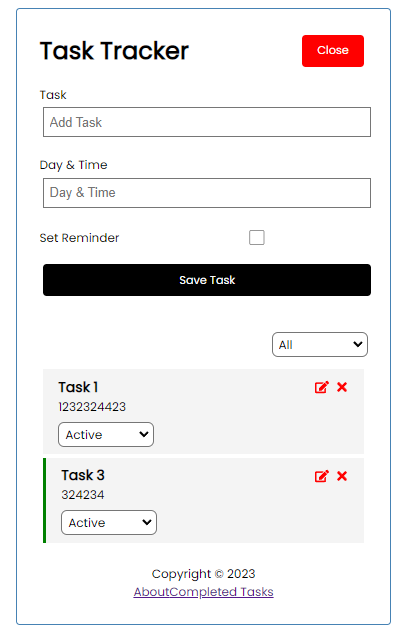 Task Tracker Close
Task
Add Task
Day & Time
Day & Time
Set Reminder
Save Task
All
Task 1
1232324423
Active
Task 3
324234
Active
Copyright © 2023
AboutCompleted Tasks